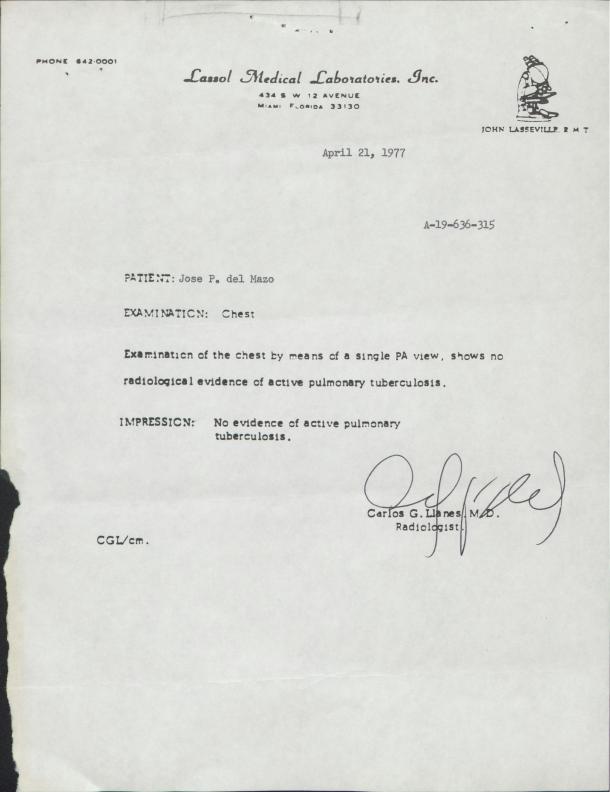 PHONE 642-0001
Lassol Medical Laboratories, Inc.
434 S W 12 AVENUE
MIAMI FLORIDA 33130
JOHN LASSEVILLE R M T
April 21, 1977
A-19-636-315
PATIENT: Jose P. del Mazo
EXAMINATION: Chest
Examination of the chest by means of a single PA view, shows no
radiological evidence of active pulmonary tuberculosis.
IMPRESSION: No evidence of active pulmonary
tuberculosis.
Carlos G. Llanes, M.D.
Radiologist.
CGL/cm.